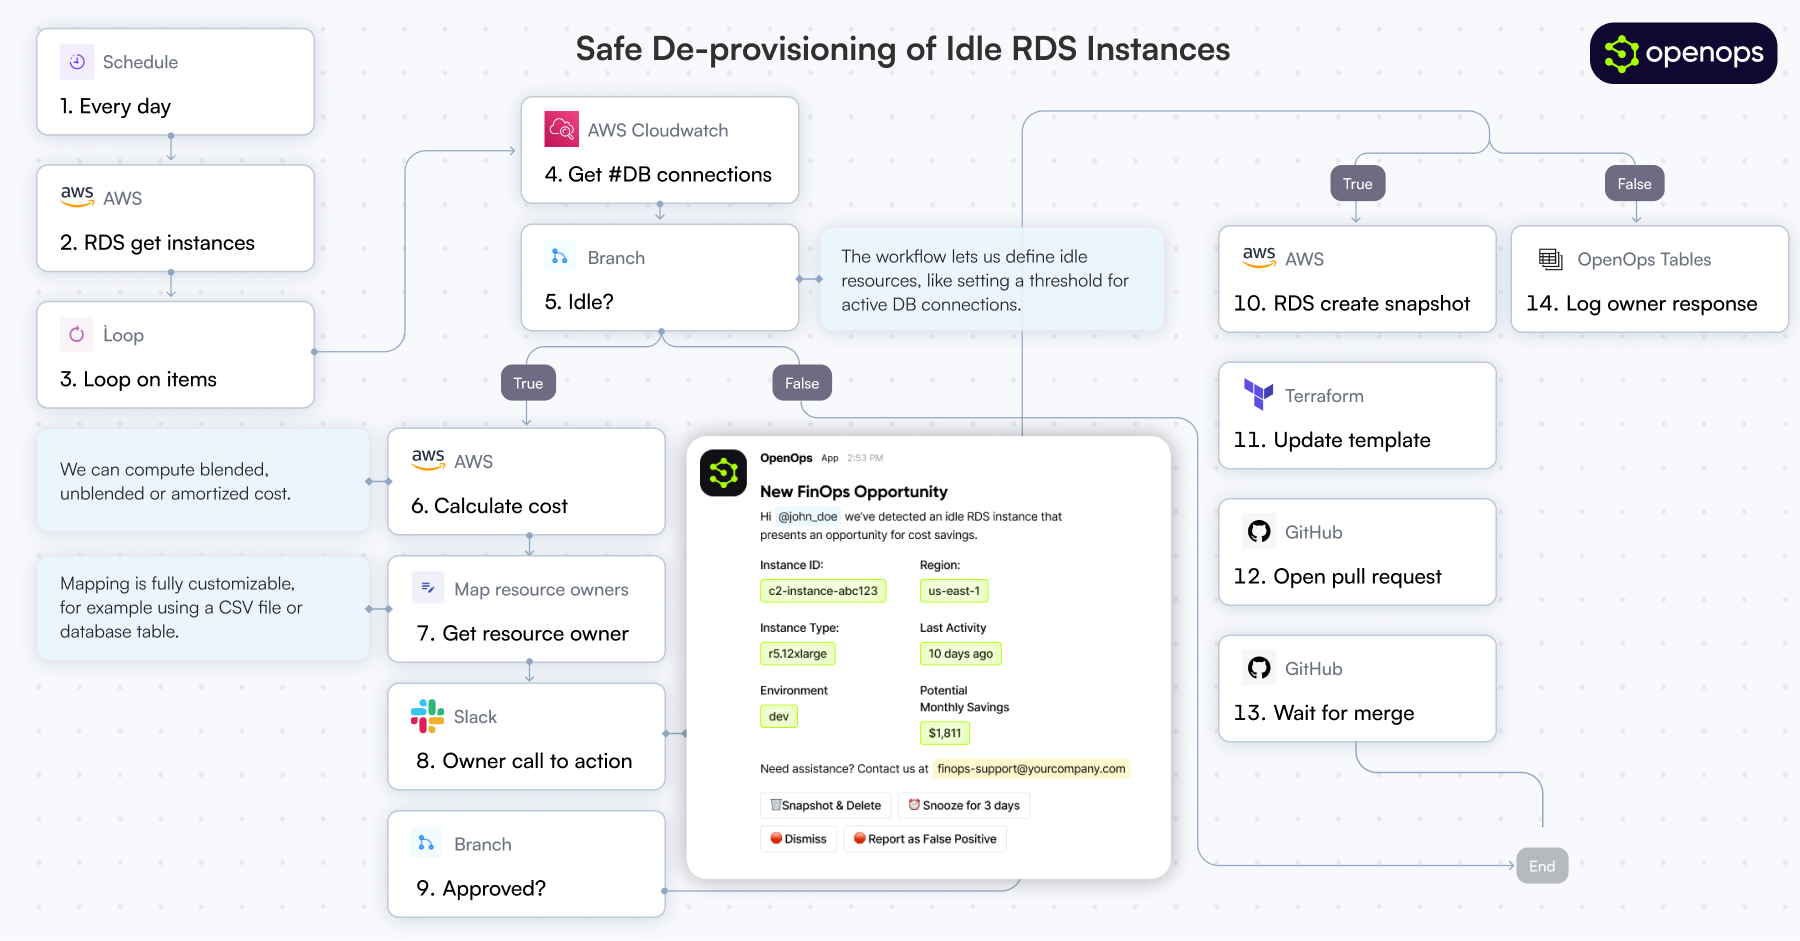 Safe De-provisioning of Idle RDS Instances
openops
Schedule
1. Every day
aws AWS
2. RDS get instances
Loop
3. Loop on items
AWS Cloudwatch
4. Get #DB connections
Branch
5. Idle?
The workflow lets us define idle
resources, like setting a threshold for
active DB connections.
True
False
We can compute blended,
unblended or amortized cost.
aws AWS
6. Calculate cost
Mapping is fully customizable,
for example using a CSV file or
database table.
Map resource owners
7. Get resource owner
Slack
8. Owner call to action
Branch
9. Approved?
OpenOps App 2:53 PM
New FinOps Opportunity
Hi @john_doe we've detected an idle RDS instance that
presents an opportunity for cost savings.
Instance ID:
c2-instance-abc123
Region:
us-east-1
Instance Type:
r5.12xlarge
Last Activity
10 days ago
Environment
dev
Potential
Monthly Savings
$1,811
Need assistance? Contact us at finops-support@yourcompany.com
Snapshot & Delete
Snooze for 3 days
Dismiss
Report as False Positive
True
False
aws AWS
10. RDS create snapshot
OpenOps Tables
14. Log owner response
Terraform
11. Update template
GitHub
12. Open pull request
GitHub
13. Wait for merge
End